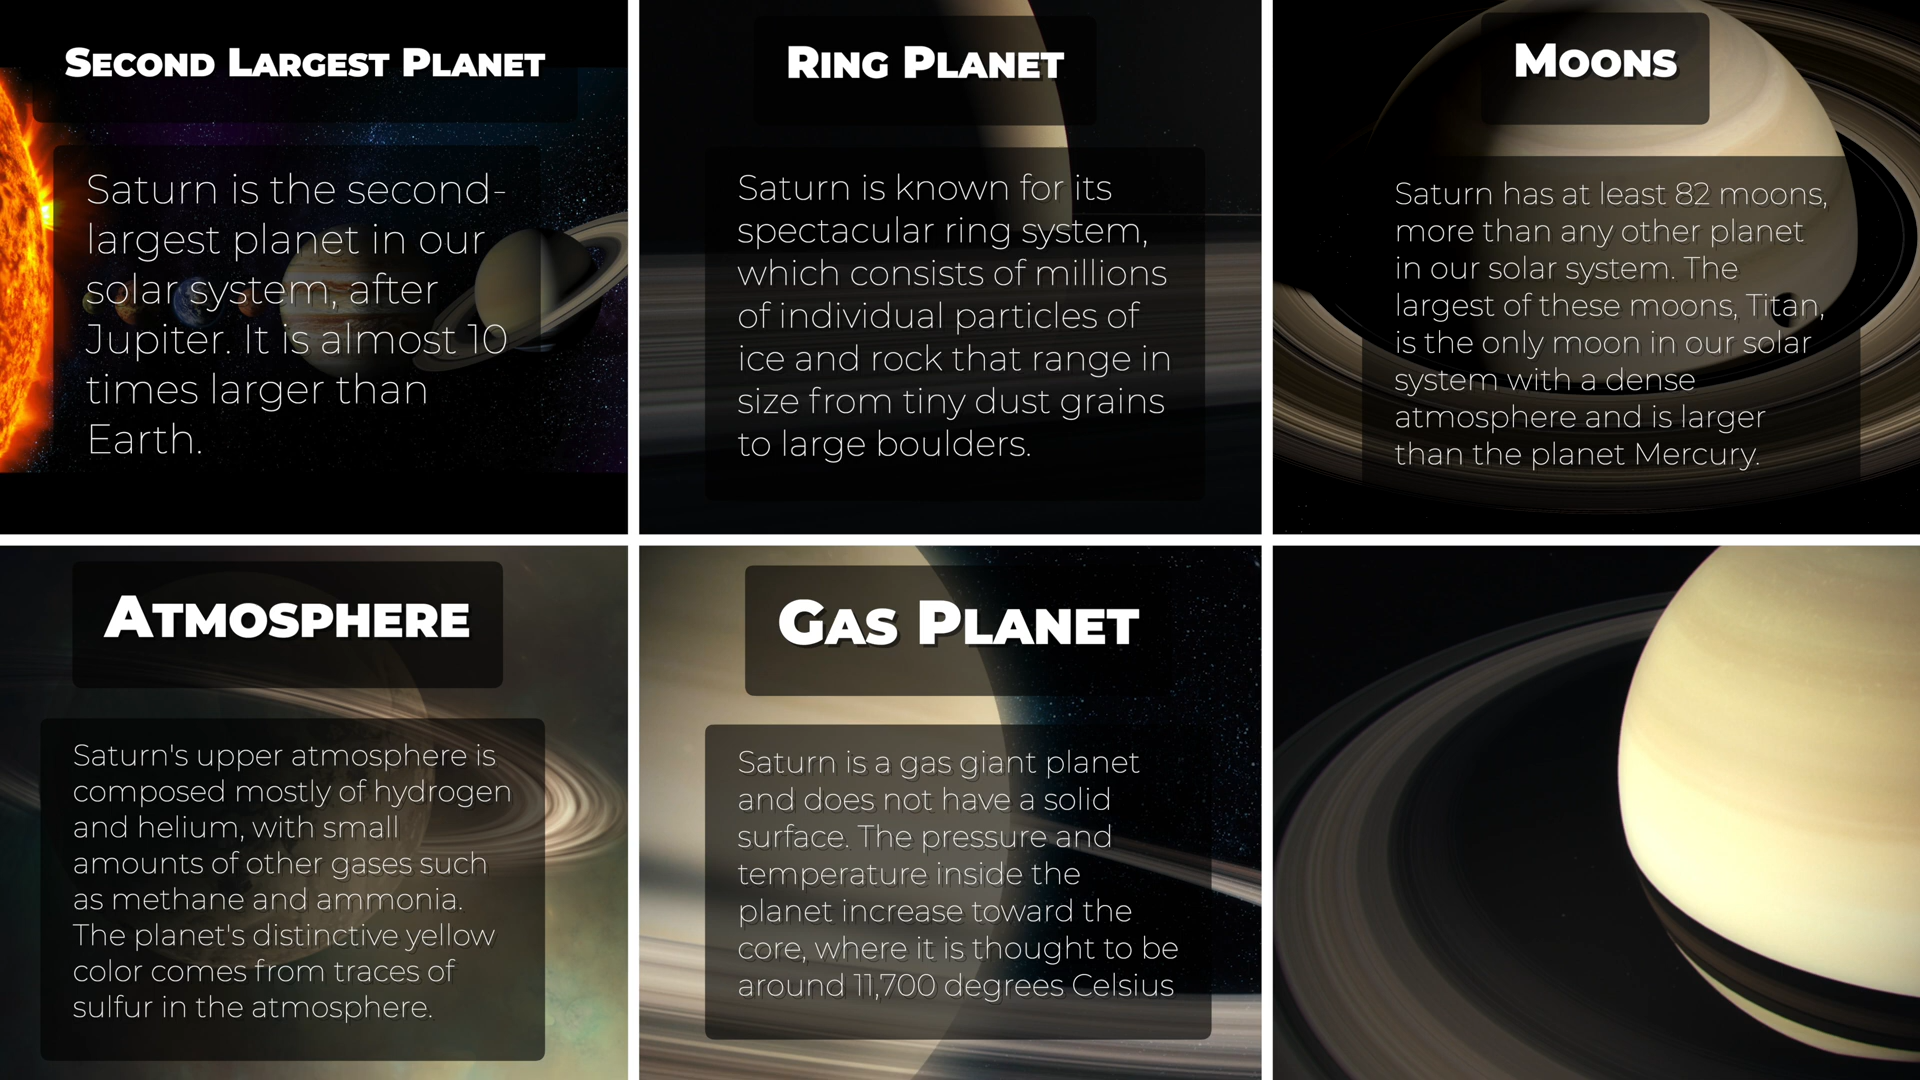 Second Largest Planet
Saturn is the second-
largest planet in our
solar system, after
Jupiter. It is almost 10
times larger than
Earth.
Ring Planet
Saturn is known for its
spectacular ring system,
which consists of millions
of individual particles of
ice and rock that range in
size from tiny dust grains
to large boulders.
Moons
Saturn has at least 82 moons,
more than any other planet
in our solar system. The
largest of these moons, Titan,
is the only moon in our solar
system with a dense
atmosphere and is larger
than the planet Mercury.
Atmosphere
Saturn's upper atmosphere is
composed mostly of hydrogen
and helium, with small
amounts of other gases such
as methane and ammonia.
The planet's distinctive yellow
color comes from traces of
sulfur in the atmosphere.
Gas Planet
Saturn is a gas giant planet
and does not have a solid
surface. The pressure and
temperature inside the
planet increase toward the
core, where it is thought to be
around 11,700 degrees Celsius